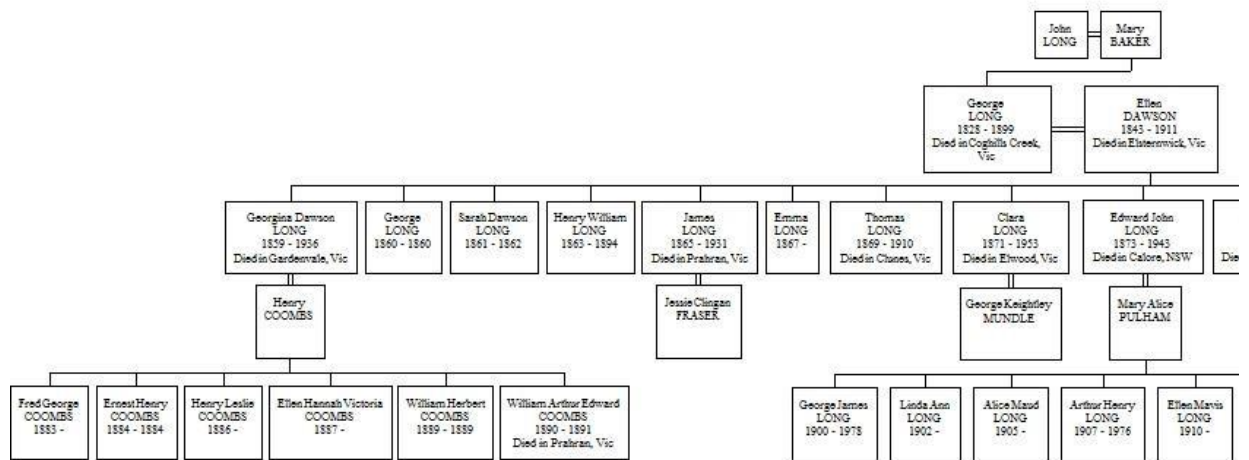 John
LONG
Mary
BAKER
George
LONG
1828 - 1899
Died in Coghills Creek,
Vic
Ellen
DAWSON
1843 - 1911
Died in Elsternwick, Vic
Georgina Dawson
LONG
1859 - 1936
Died in Gardenvale, Vic
George
LONG
1860 - 1860
Sarah Dawson
LONG
1861 - 1862
Henry William
LONG
1863 - 1894
James
LONG
1865 - 1931
Died in Prahran, Vic
Emma
LONG
1867 -
Thomas
LONG
1869 - 1910
Died in Clunes, Vic
Clara
LONG
1871 - 1953
Died in Elwood, Vic
Edward John
LONG
1873 - 1943
Died in Calore, NSW
Henry
COOMBS
Jessie Clingan
FRASER
George Keightley
MUNDLE
Mary Alice
PULHAM
Fred George
COOMBS
1883 -
Ernest Henry
COOMBS
1884 - 1884
Henry Leslie
COOMBS
1886 -
Ellen Hannah Victoria
COOMBS
1887 -
William Herbert
COOMBS
1889 - 1889
William Arthur Edward
COOMBS
1890 - 1891
Died in Prahran, Vic
George James
LONG
1900 - 1978
Linda Ann
LONG
1902 -
Alice Maud
LONG
1905 -
Arthur Henry
LONG
1907 - 1976
Ellen Mavis
LONG
1910 -